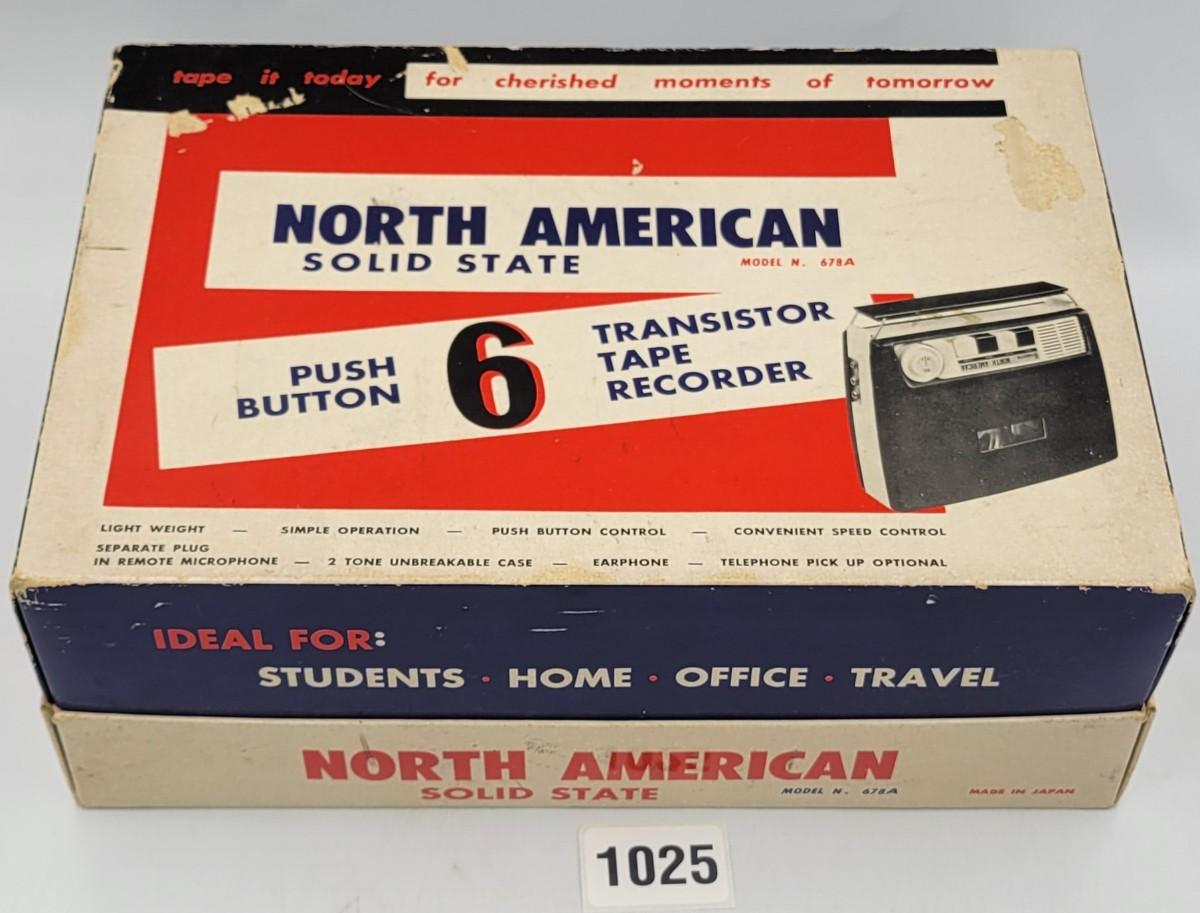 tape it today for cherished moments of tomorrow
NORTH AMERICAN
SOLID STATE
MODEL N. 678A
PUSH
BUTTON
6
TRANSISTOR
TAPE
RECORDER
NORTH AMERICAN
LIGHT WEIGHT — SIMPLE OPERATION — PUSH BUTTON CONTROL — CONVENIENT SPEED CONTROL
SEPARATE PLUG
IN REMOTE MICROPHONE — 2 TONE UNBREAKABLE CASE — EARPHONE — TELEPHONE PICK UP OPTIONAL
IDEAL FOR:
STUDENTS · HOME · OFFICE · TRAVEL
NORTH AMERICAN
SOLID STATE
MODEL N. 678A
MADE IN JAPAN
1025